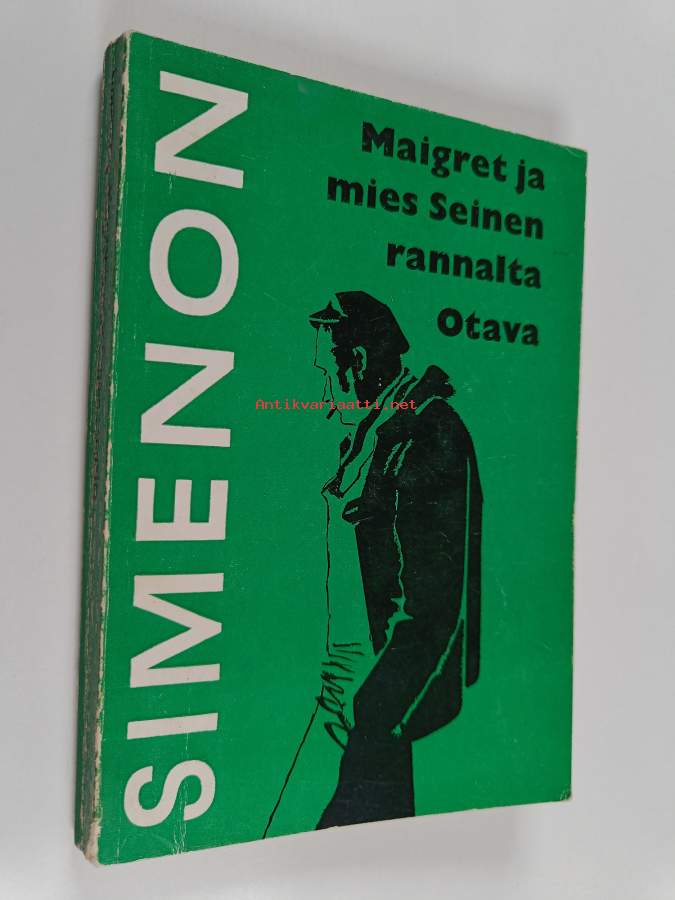 SIMENON
Maigret ja
mies Seinen
rannalta
Otava
Antikvariaatti.net